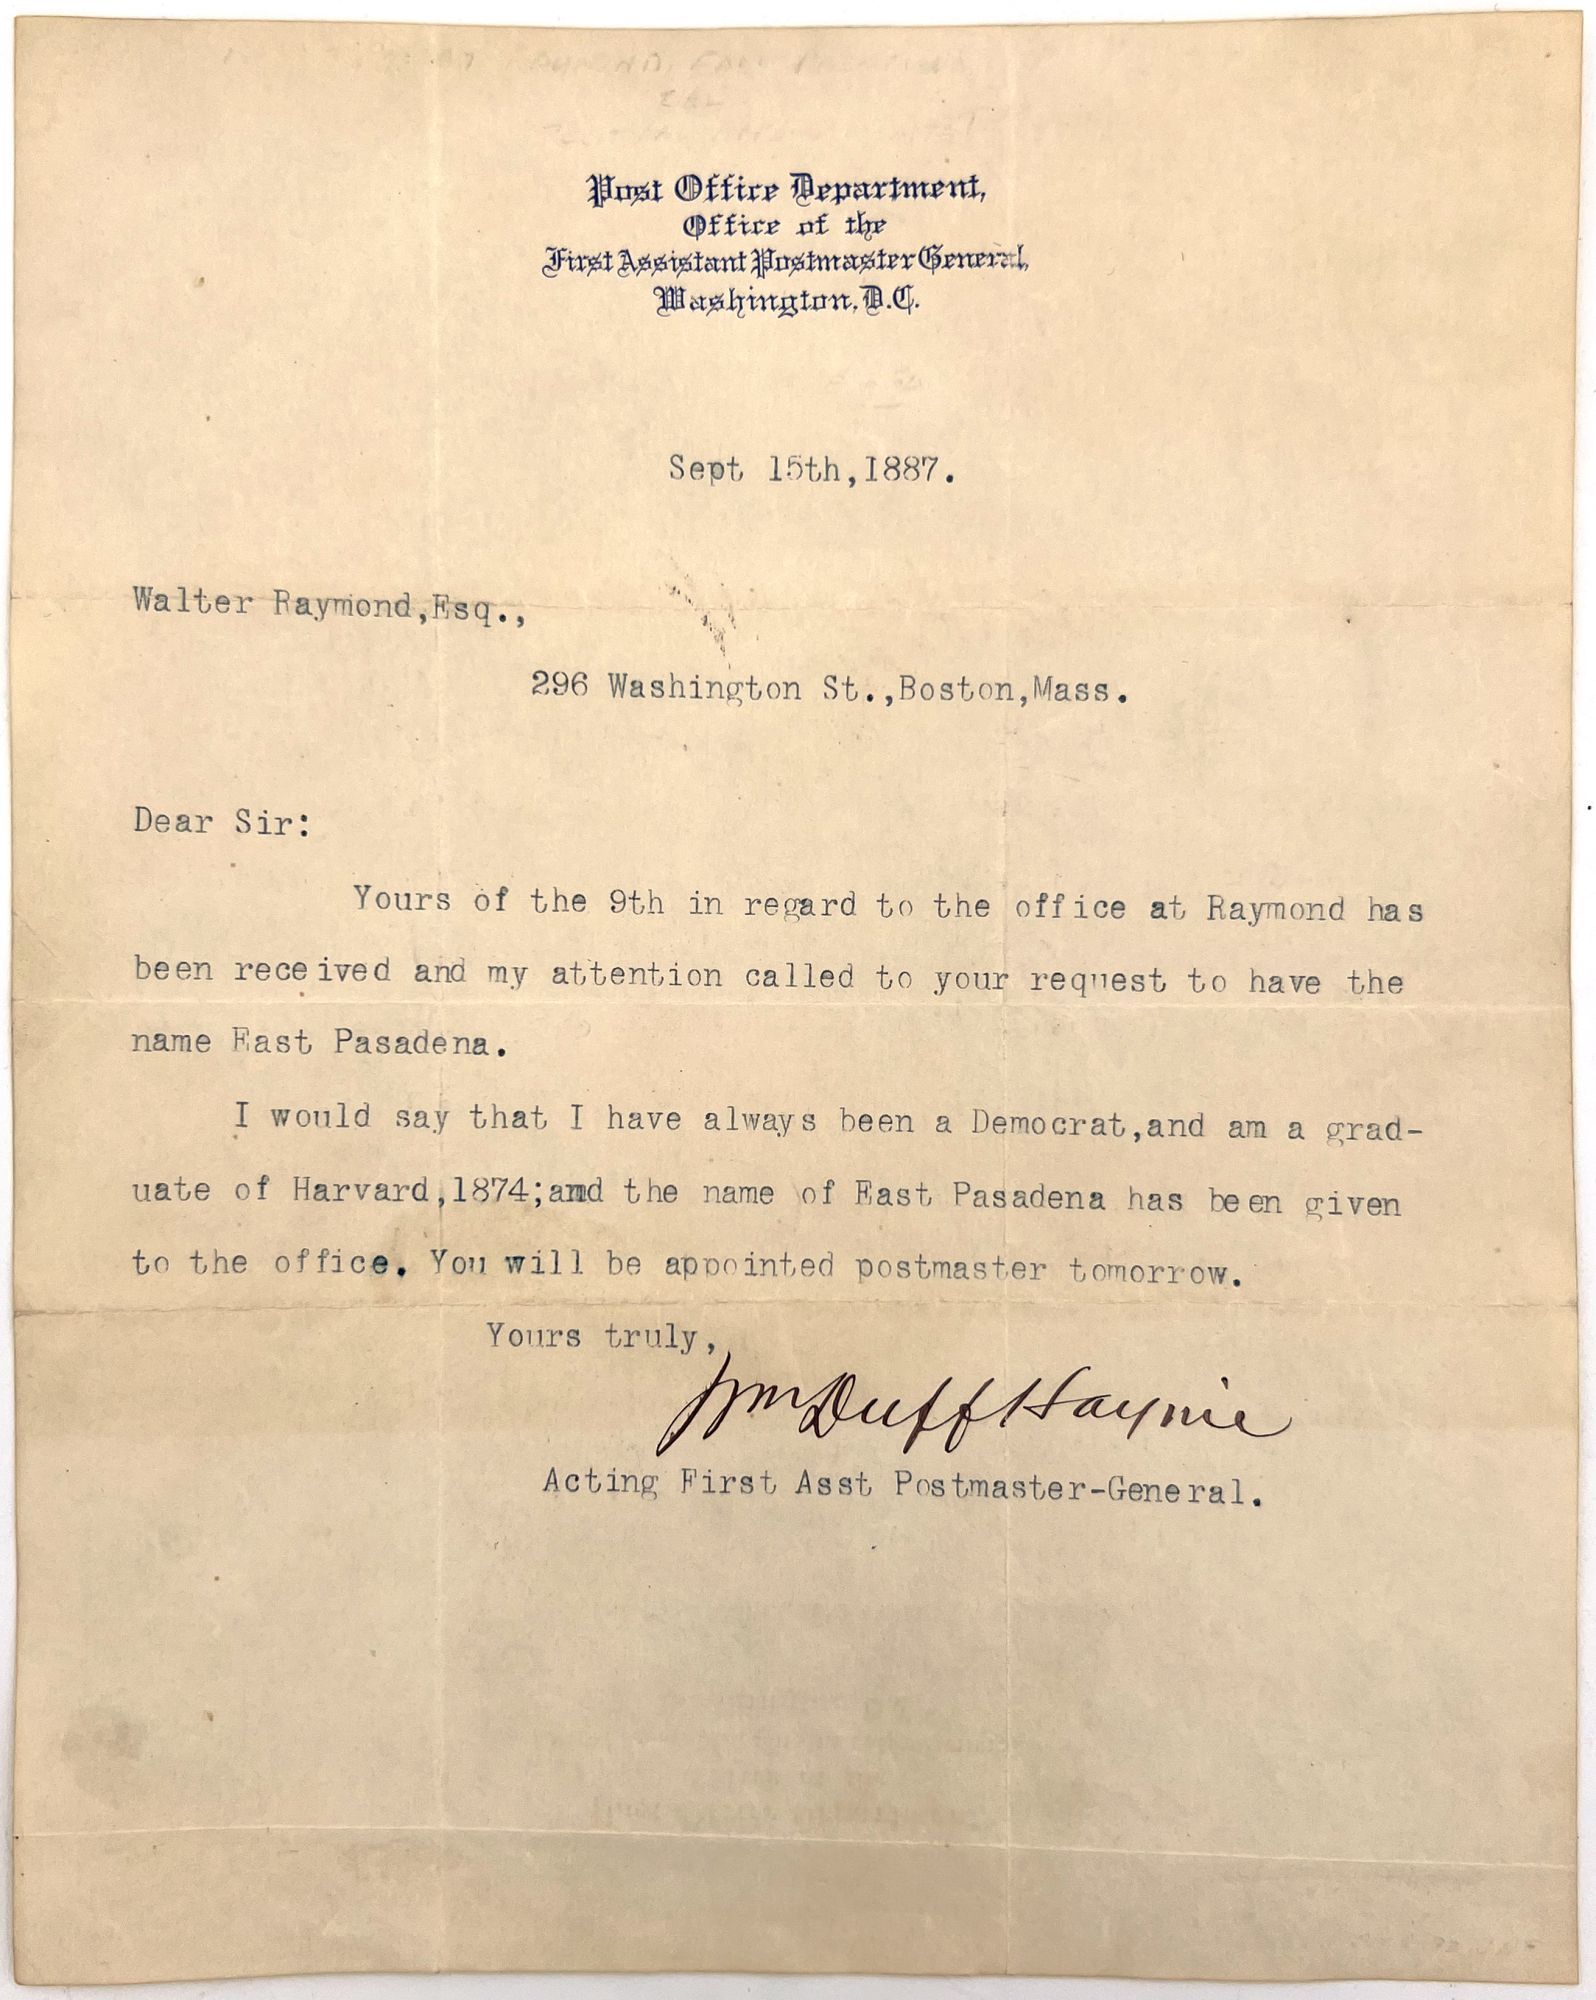 Post Office Department,
Office of the
First Assistant Postmaster General,
Washington, D.C.
Sept 15th,1887.
Walter Raymond,Esq.,
296 Washington St.,Boston,Mass.
Dear Sir:
Yours of the 9th in regard to the office at Raymond has
been received and my attention called to your request to have the
name East Pasadena.
I would say that I have always been a Democrat,and am a grad-
uate of Harvard,1874;and the name of East Pasadena has been given
to the office. You will be appointed postmaster tomorrow.
Yours truly,
Wm Duff Haynie
Acting First Asst Postmaster-General.